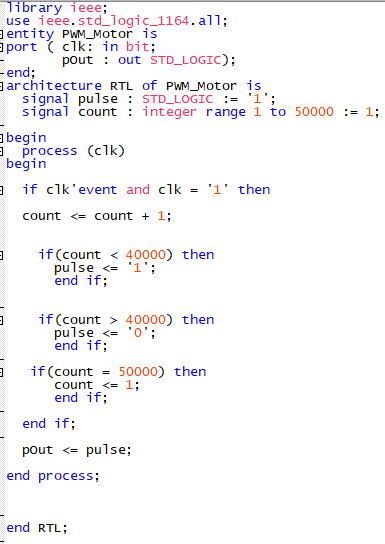 library ieee;
use ieee.std_logic_1164.all;
entity PWM_Motor is
port ( clk: in bit;
pOut : out STD_LOGIC);
end;
architecture RTL of PWM_Motor is
signal pulse : STD_LOGIC := '1';
signal count : integer range 1 to 50000 := 1;
begin
process (clk)
begin
if clk'event and clk = '1' then
count <= count + 1;
if(count < 40000) then
pulse <= '1';
end if;
if(count > 40000) then
pulse <= '0';
end if;
if(count = 50000) then
count <= 1;
end if;
end if;
pOut <= pulse;
end process;
end RTL;